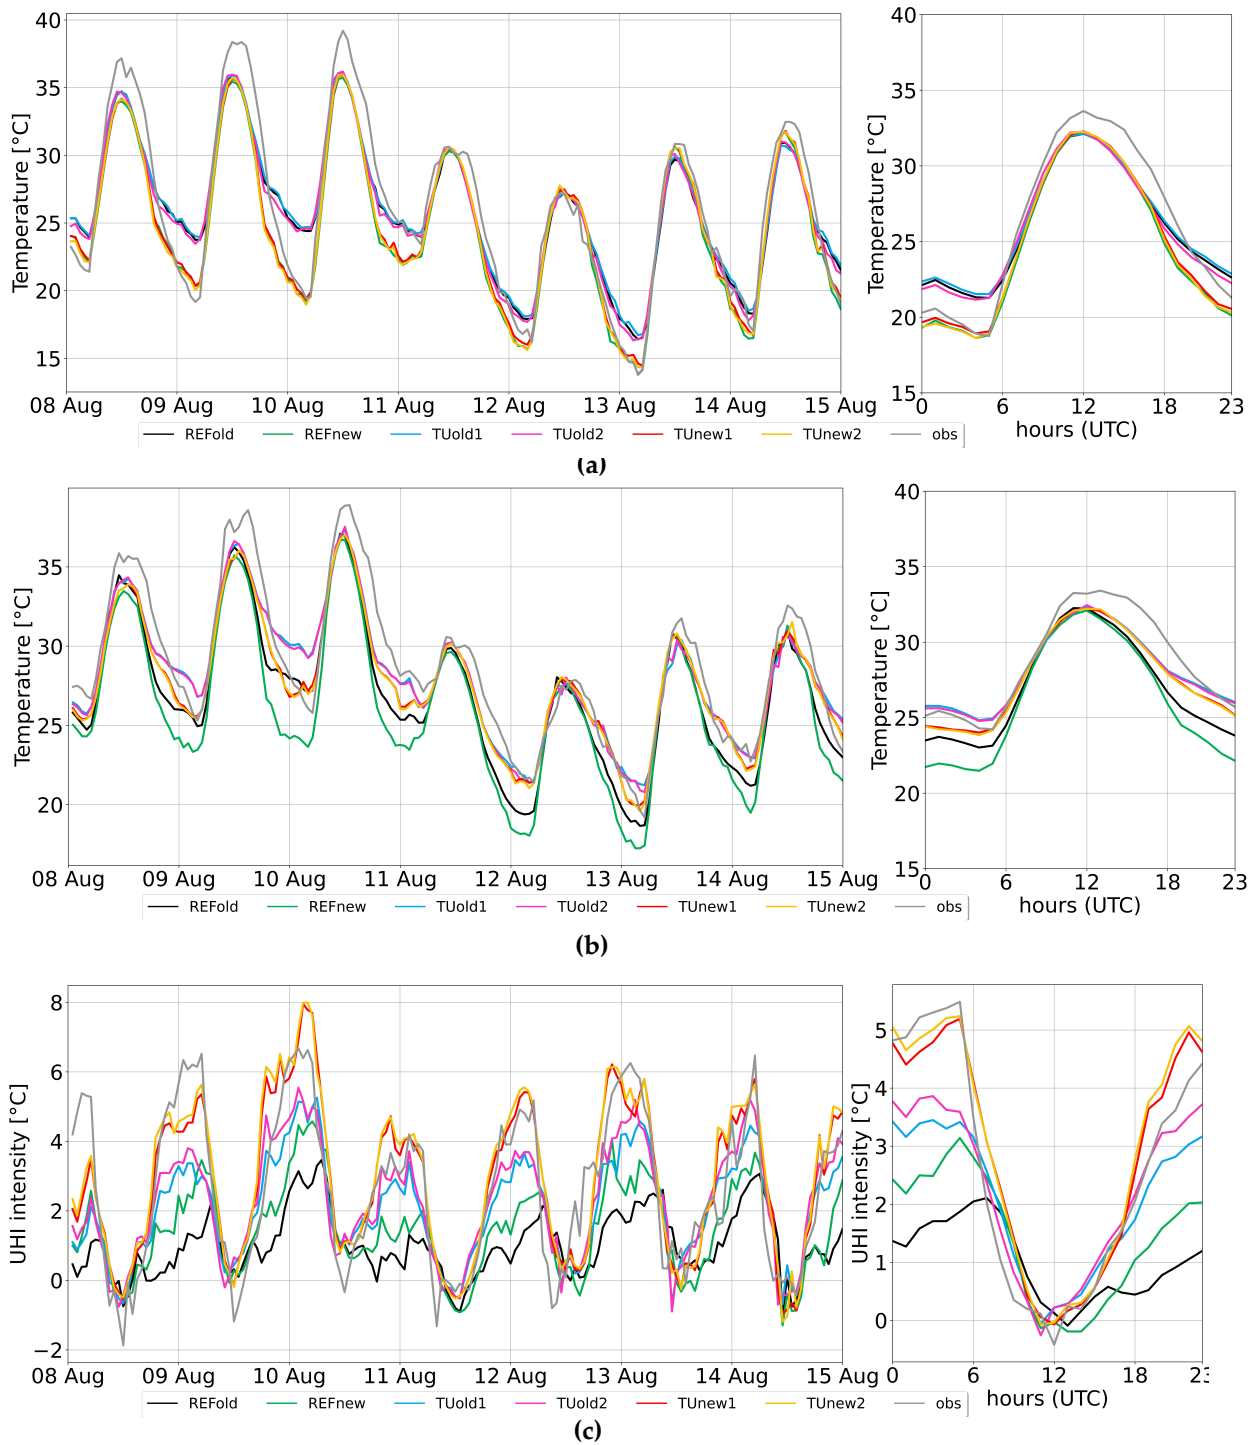 40
35
30
25
20
15
Temperature [°C]
08 Aug 09 Aug 10 Aug 11 Aug 12 Aug 13 Aug 14 Aug 15 Aug
40
35
30
25
20
15
Temperature [°C]
0 6 12 18 23
hours (UTC)
REFold REFnew TUold1 TUold2 TUnew1 TUnew2 obs
(a)
35
30
25
20
Temperature [°C]
08 Aug 09 Aug 10 Aug 11 Aug 12 Aug 13 Aug 14 Aug 15 Aug
40
35
30
25
20
15
Temperature [°C]
0 6 12 18 23
hours (UTC)
REFold REFnew TUold1 TUold2 TUnew1 TUnew2 obs
(b)
8
6
4
2
0
−2
UHI intensity [°C]
08 Aug 09 Aug 10 Aug 11 Aug 12 Aug 13 Aug 14 Aug 15 Aug
5
4
3
2
1
0
UHI intensity [°C]
0 6 12 18 23
hours (UTC)
REFold REFnew TUold1 TUold2 TUnew1 TUnew2 obs
(c)